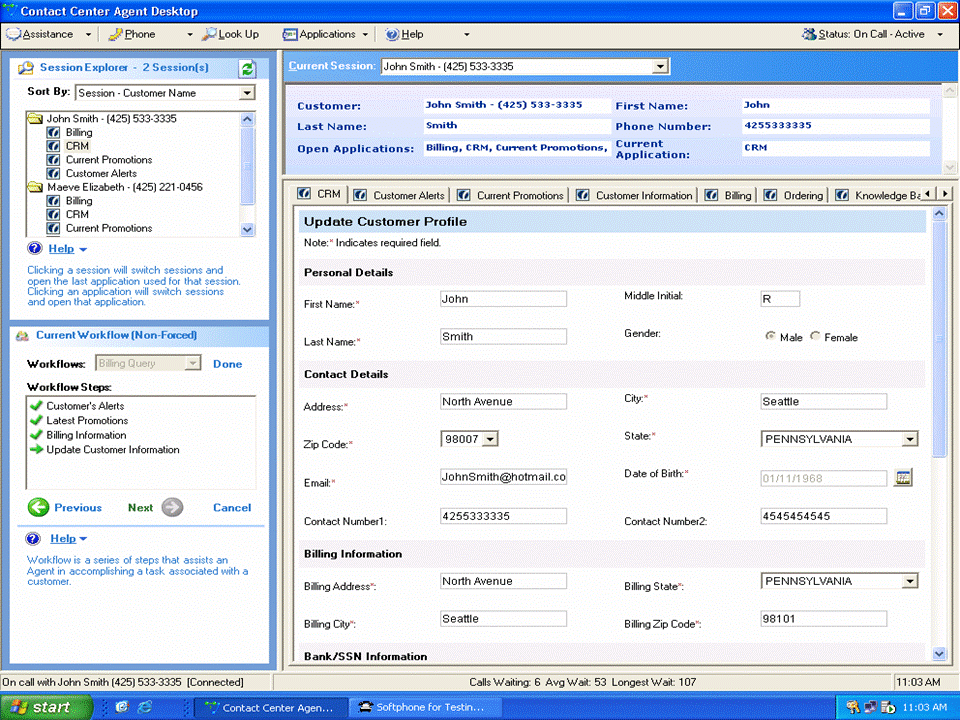 Contact Center Agent Desktop
Assistance Phone Look Up Applications Help Status: On Call - Active
Session Explorer - 2 Session(s)
Sort By: Session - Customer Name
John Smith - (425) 533-3335
Billing
CRM
Current Promotions
Customer Alerts
Maeve Elizabeth - (425) 221-0456
Billing
CRM
Current Promotions
Help
Clicking a session will switch sessions and
open the last application used for that session.
Clicking an application will switch sessions
and open that application.
Current Workflow (Non-Forced)
Workflows: Billing Query Done
Workflow Steps:
Customer's Alerts
Latest Promotions
Billing Information
Update Customer Information
Previous Next Cancel
Help
Workflow is a series of steps that assists an
Agent in accomplishing a task associated with a
customer.
Current Session: John Smith - (425) 533-3335
Customer: John Smith - (425) 533-3335 First Name: John
Last Name: Smith Phone Number: 4255333335
Open Applications: Billing, CRM, Current Promotions, Current Application: CRM
CRM Customer Alerts Current Promotions Customer Information Billing Ordering Knowledge Ba
Update Customer Profile
Note:* Indicates required field.
Personal Details
First Name:* John Middle Initial: R
Last Name:* Smith Gender: Male Female
Contact Details
Address:* North Avenue City:* Seattle
Zip Code:* 98007 State:* PENNSYLVANIA
Email:* JohnSmith@hotmail.co Date of Birth:* 01/11/1968
Contact Number1: 4255333335 Contact Number2: 4545454545
Billing Information
Billing Address*: North Avenue Billing State*: PENNSYLVANIA
Billing City*: Seattle Billing Zip Code*: 98101
Bank/SSN Information
On call with John Smith (425) 533-3335 [Connected] Calls Waiting: 6 Avg Wait: 53 Longest Wait: 107 11:03 AM
start Contact Center Agen... Softphone for Testin... 11:03 AM